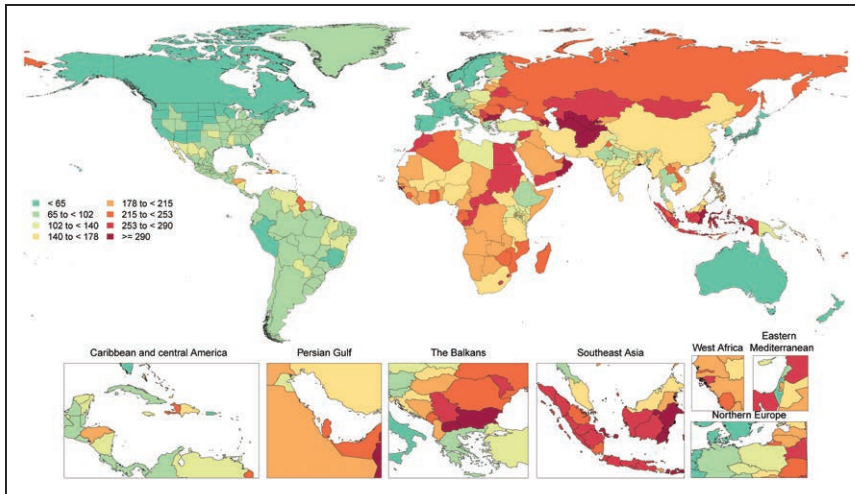 < 65
65 to < 102
102 to < 140
140 to < 178
178 to < 215
215 to < 253
253 to < 290
>= 290
Caribbean and central America
Persian Gulf
The Balkans
Southeast Asia
West Africa
Eastern
Mediterranean
Northern Europe